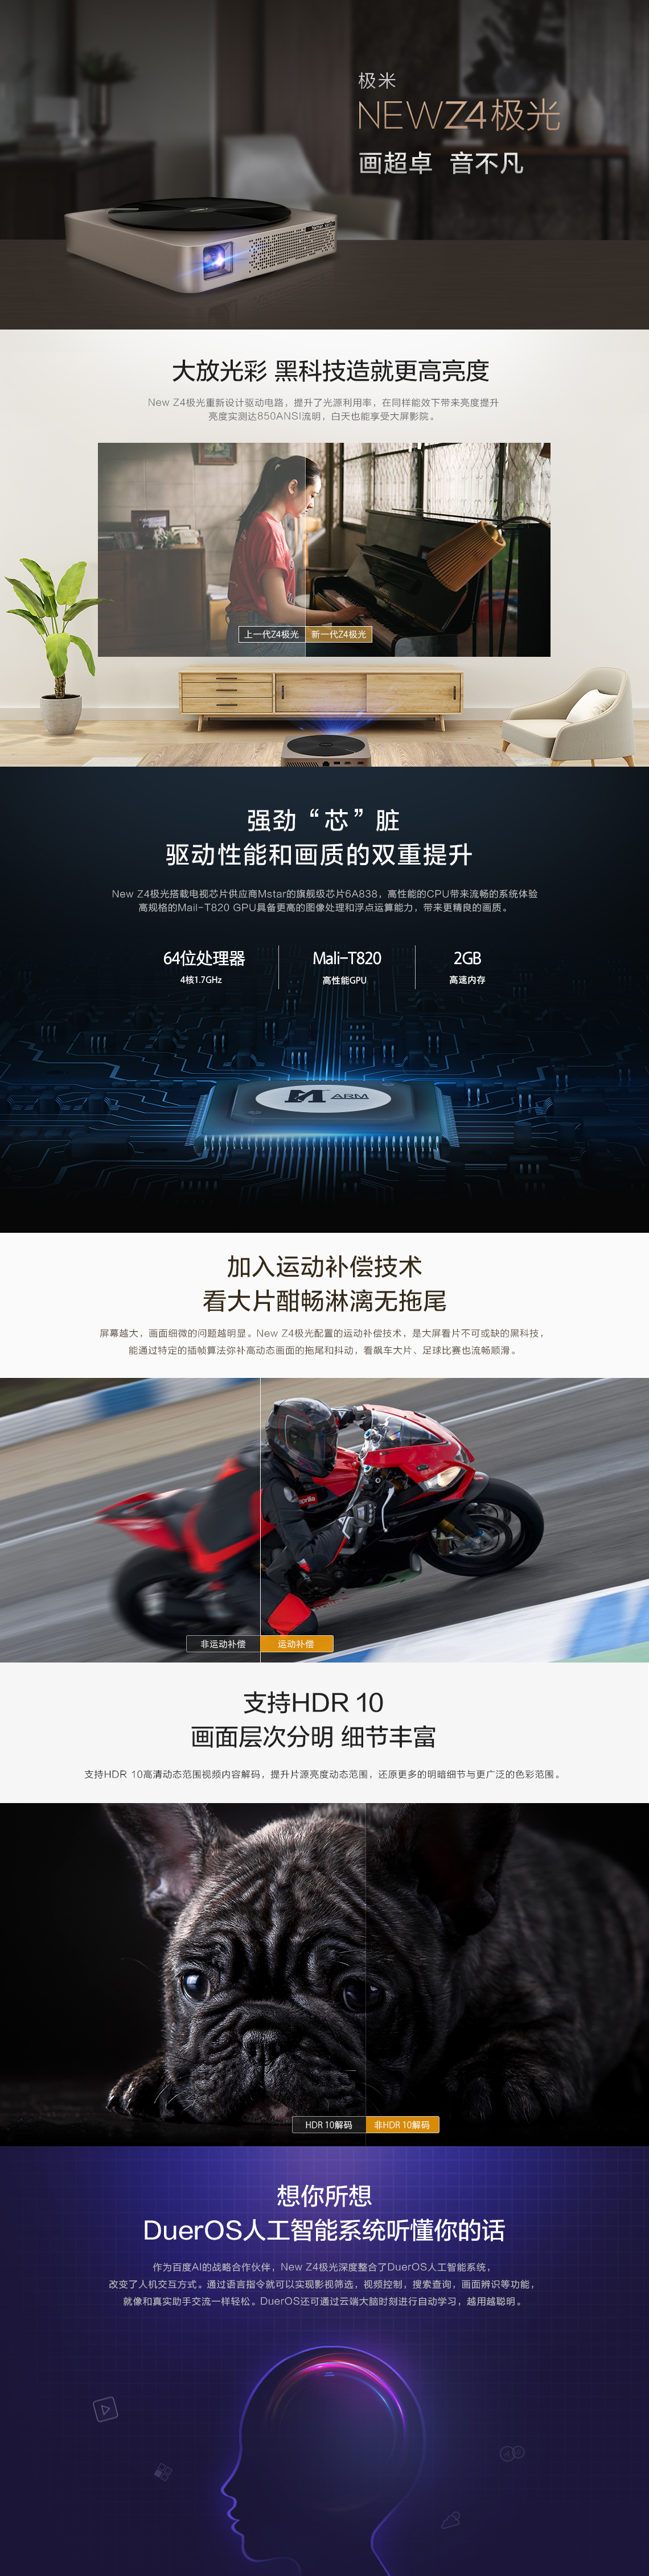 极米
NEWZ4极光
画超卓 音不凡
大放光彩 黑科技造就更高亮度
New Z4极光重新设计驱动电路，提升了光源利用率，在同样能效下带来亮度提升
亮度实测达850ANSI流明，白天也能享受大屏影院。
上一代Z4极光
新一代Z4极光
强劲“芯”脏
驱动性能和画质的双重提升
New Z4极光搭载电视芯片供应商Mstar的旗舰级芯片6A838，高性能的CPU带来流畅的系统体验
高规格的Mail-T820 GPU具备更高的图像处理和浮点运算能力，带来更精良的画质。
64位处理器
4核1.7GHz
Mali-T820
高性能GPU
2GB
高速内存
ARM
加入运动补偿技术
看大片酣畅淋漓无拖尾
屏幕越大，画面细微的问题越明显。New Z4极光配置的运动补偿技术，是大屏看片不可或缺的黑科技，
能通过特定的插帧算法弥补高动态画面的拖尾和抖动，看飙车大片、足球比赛也流畅顺滑。
aprilia
非运动补偿
运动补偿
支持HDR 10
画面层次分明 细节丰富
支持HDR 10高清动态范围视频内容解码，提升片源亮度动态范围，还原更多的明暗细节与更广泛的色彩范围。
HDR 10解码
非HDR 10解码
想你所想
DuerOS人工智能系统听懂你的话
作为百度AI的战略合作伙伴，New Z4极光深度整合了DuerOS人工智能系统，
改变了人机交互方式。通过语言指令就可以实现影视筛选，视频控制，搜索查询，画面辨识等功能，
就像和真实助手交流一样轻松。DuerOS还可通过云端大脑时刻进行自动学习，越用越聪明。